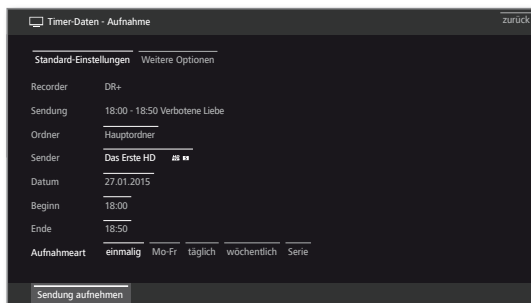 Timer-Daten - Aufnahme
zurück
Standard-Einstellungen Weitere Optionen
Recorder DR+
Sendung 18:00 - 18:50 Verbotene Liebe
Ordner Hauptordner
Sender Das Erste HD
Datum 27.01.2015
Beginn 18:00
Ende 18:50
Aufnahmeart einmalig Mo-Fr täglich wöchentlich Serie
Sendung aufnehmen